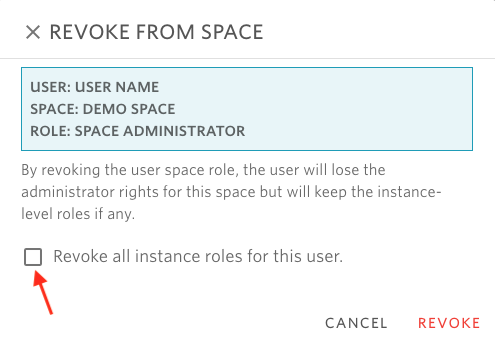 REVOKE FROM SPACE
USER: USER NAME
SPACE: DEMO SPACE
ROLE: SPACE ADMINISTRATOR
By revoking the user space role, the user will lose the
administrator rights for this space but will keep the instance-
level roles if any.
Revoke all instance roles for this user.
CANCEL REVOKE